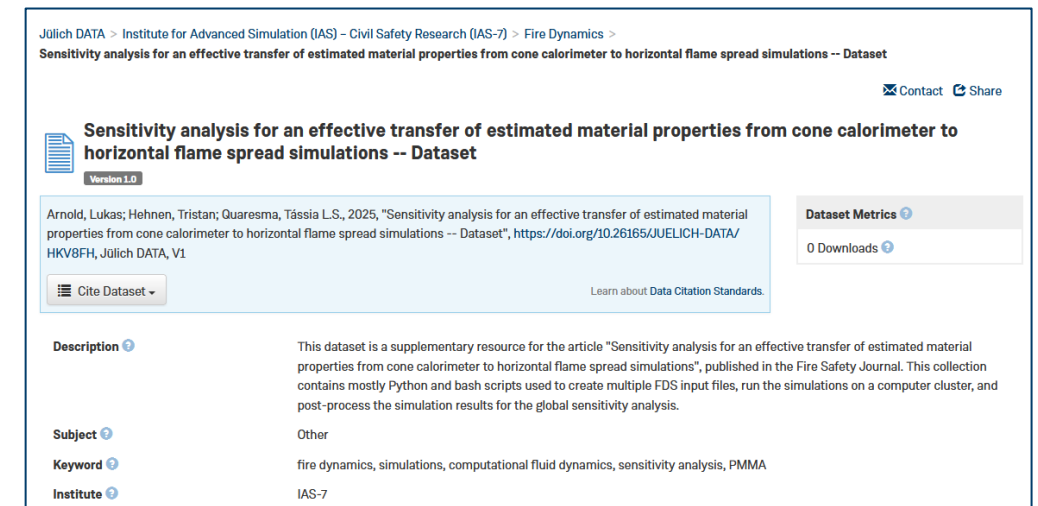 Jülich DATA > Institute for Advanced Simulation (IAS) – Civil Safety Research (IAS-7) > Fire Dynamics >
Sensitivity analysis for an effective transfer of estimated material properties from cone calorimeter to horizontal flame spread simulations -- Dataset
Contact Share
Sensitivity analysis for an effective transfer of estimated material properties from cone calorimeter to
horizontal flame spread simulations -- Dataset
Version 1.0
Arnold, Lukas; Hehnen, Tristan; Quaresma, Tássia L.S., 2025, "Sensitivity analysis for an effective transfer of estimated material
properties from cone calorimeter to horizontal flame spread simulations -- Dataset", https://doi.org/10.26165/JUELICH-DATA/
HKV8FH, Jülich DATA, V1
Cite Dataset
Learn about Data Citation Standards.
Dataset Metrics ?
0 Downloads ?
Description ? This dataset is a supplementary resource for the article "Sensitivity analysis for an effective transfer of estimated material
properties from cone calorimeter to horizontal flame spread simulations", published in the Fire Safety Journal. This collection
contains mostly Python and bash scripts used to create multiple FDS input files, run the simulations on a computer cluster, and
post-process the simulation results for the global sensitivity analysis.
Subject ? Other
Keyword ? fire dynamics, simulations, computational fluid dynamics, sensitivity analysis, PMMA
Institute ? IAS-7